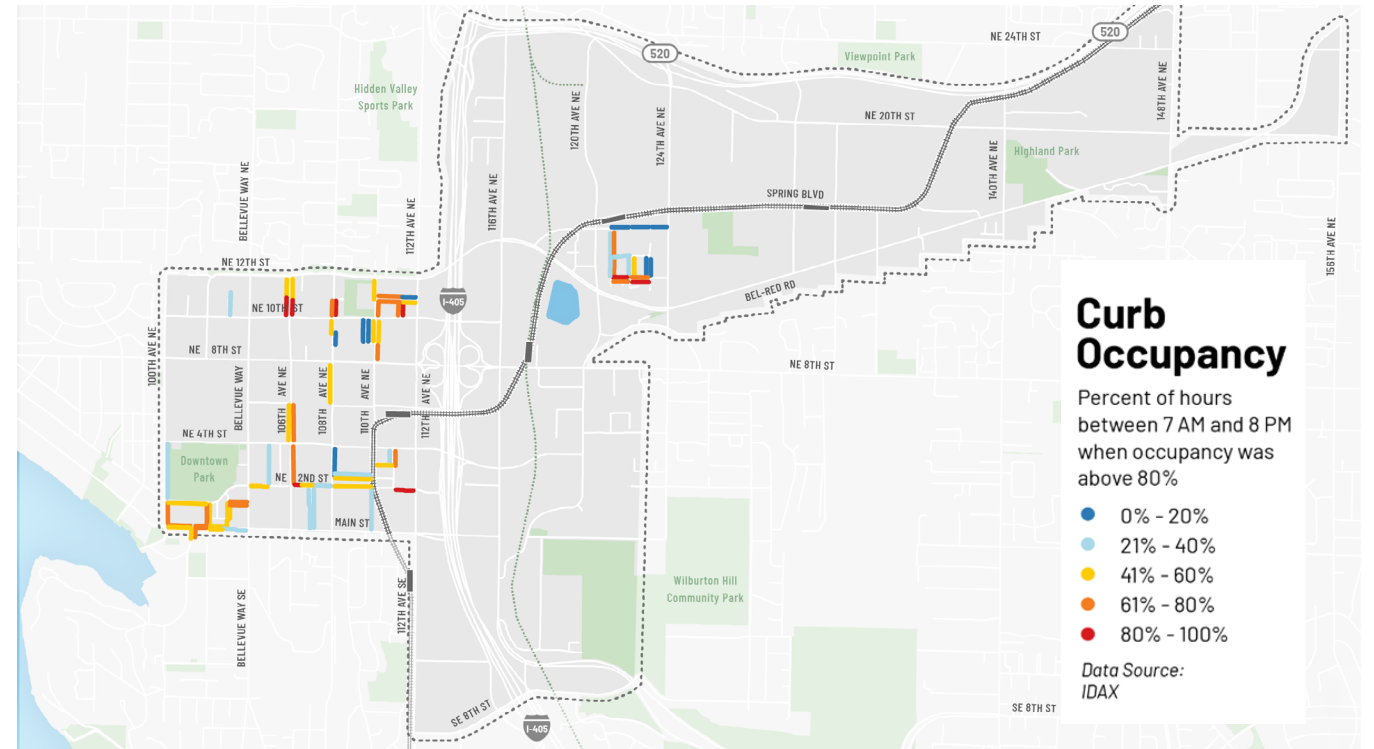 NE 24TH ST
520
520
Viewpoint Park
Hidden Valley
Sports Park
148TH AVE NE
120TH AVE NE
124TH AVE NE
NE 20TH ST
140TH AVE NE
Highland Park
BELLEVUE WAY NE
116TH AVE NE
112TH AVE NE
SPRING BLVD
158TH AVE NE
NE 12TH ST
BEL-RED RD
I-405
NE 10TH ST
100TH AVE NE
NE 8TH ST
NE 8TH ST
BELLEVUE WAY
106TH AVE NE
108TH AVE NE
110TH AVE NE
112TH AVE NE
NE 4TH ST
Downtown
Park
NE 2ND ST
MAIN ST
Wilburton Hill
Community Park
112TH AVE SE
BELLEVUE WAY SE
SE 8TH ST
I-405
SE 8TH ST
Curb
Occupancy
Percent of hours
between 7 AM and 8 PM
when occupancy was
above 80%
0% - 20%
21% - 40%
41% - 60%
61% - 80%
80% - 100%
Data Source:
IDAX